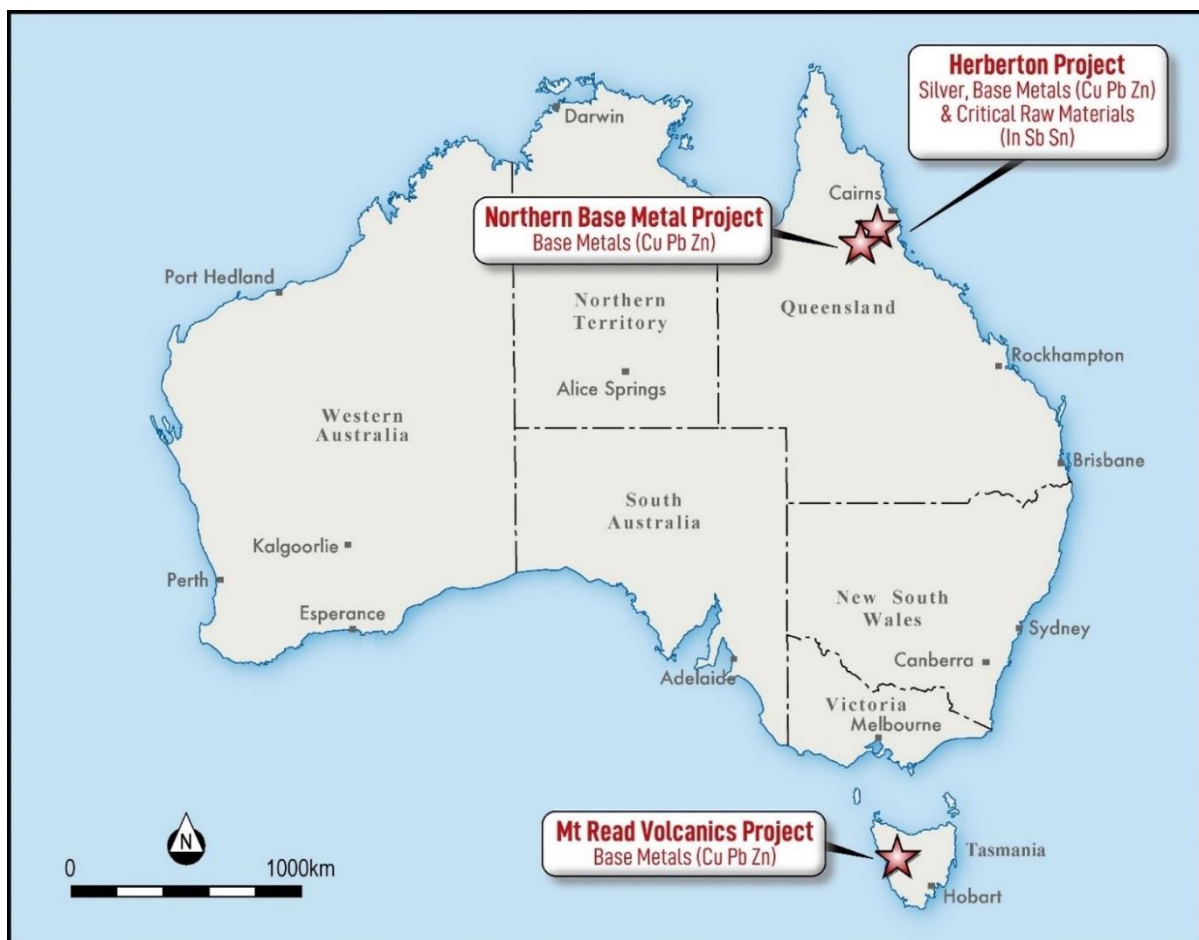 Herberton Project
Silver, Base Metals (Cu Pb Zn)
& Critical Raw Materials
(In Sb Sn)
Darwin
Cairns
Northern Base Metal Project
Base Metals (Cu Pb Zn)
Port Hedland
Northern
Territory
Queensland
Rockhampton
Alice Springs
Western
Australia
Brisbane
South
Australia
Kalgoorlie
Perth
Esperance
New South
Wales
Sydney
Canberra
Adelaide
Victoria
Melbourne
Mt Read Volcanics Project
Base Metals (Cu Pb Zn)
Tasmania
Hobart
N
0 1000km